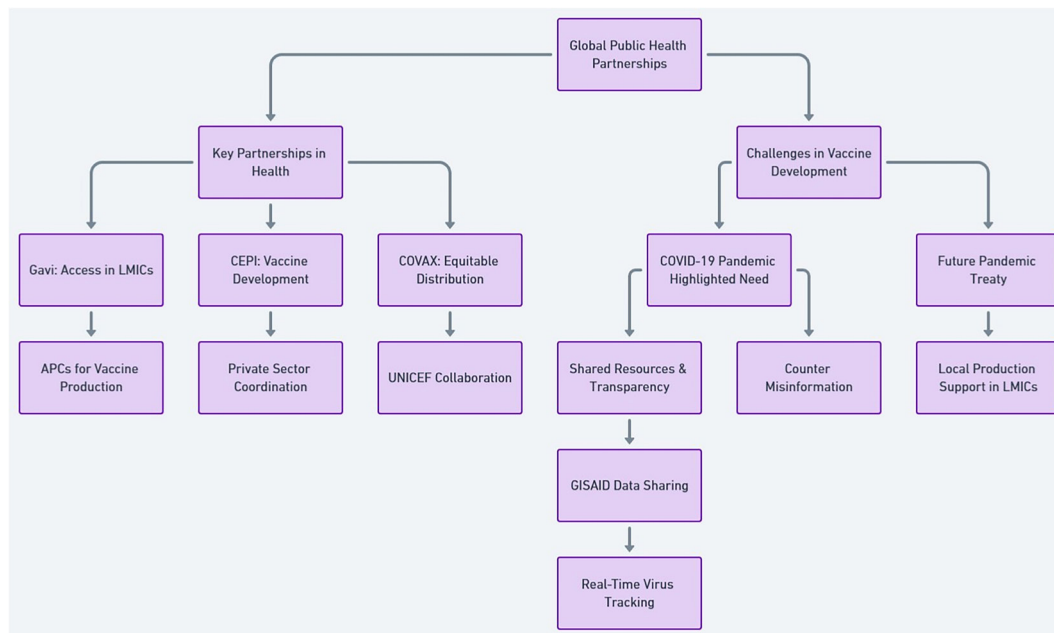 Global Public Health
Partnerships
Key Partnerships in
Health
Challenges in Vaccine
Development
Gavi: Access in LMICs
CEPI: Vaccine
Development
COVAX: Equitable
Distribution
COVID-19 Pandemic
Highlighted Need
Future Pandemic
Treaty
APCs for Vaccine
Production
Private Sector
Coordination
UNICEF Collaboration
Shared Resources &
Transparency
Counter
Misinformation
Local Production
Support in LMICs
GISAID Data Sharing
Real-Time Virus
Tracking